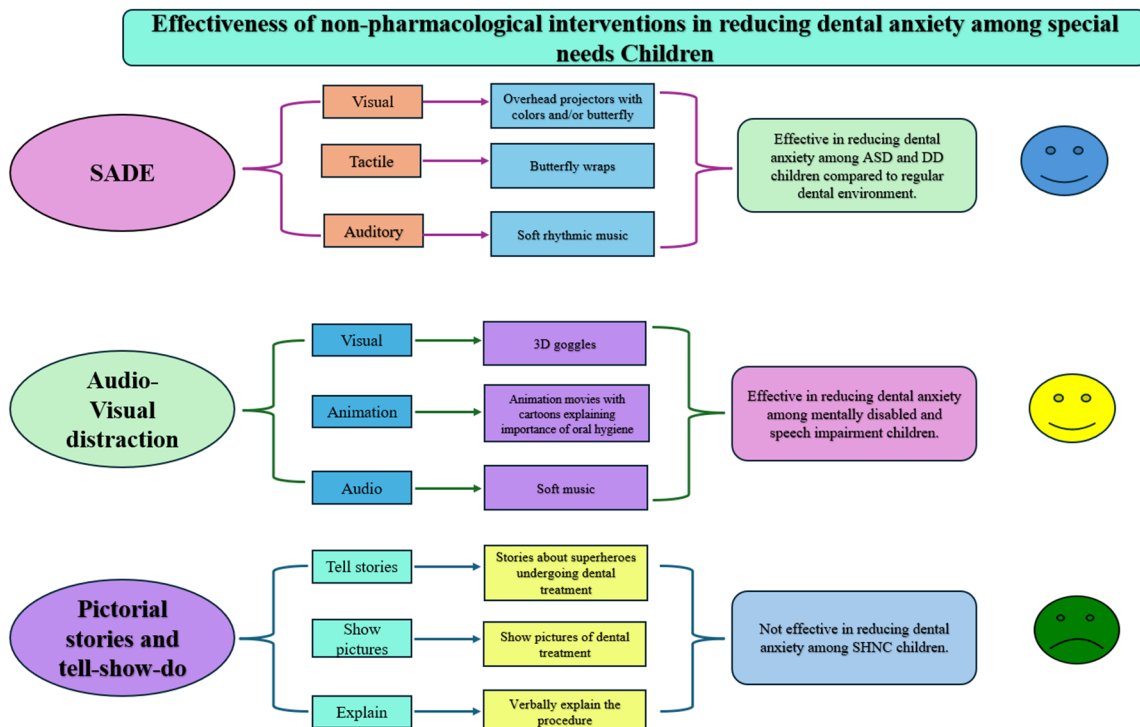 Effectiveness of non-pharmacological interventions in reducing dental anxiety among special
needs Children
SADE
Visual
Overhead projectors with
colors and/or butterfly
Tactile
Butterfly wraps
Auditory
Soft rhythmic music
Effective in reducing dental
anxiety among ASD and DD
children compared to regular
dental environment.
Audio-
Visual
distraction
Visual
3D goggles
Animation
Animation movies with
cartoons explaining
importance of oral hygiene
Audio
Soft music
Effective in reducing dental anxiety
among mentally disabled and
speech impairment children.
Pictorial
stories and
tell-show-do
Tell stories
Stories about superheroes
undergoing dental
treatment
Show
pictures
Show pictures of dental
treatment
Explain
Verbally explain the
procedure
Not effective in reducing dental
anxiety among SHNC children.